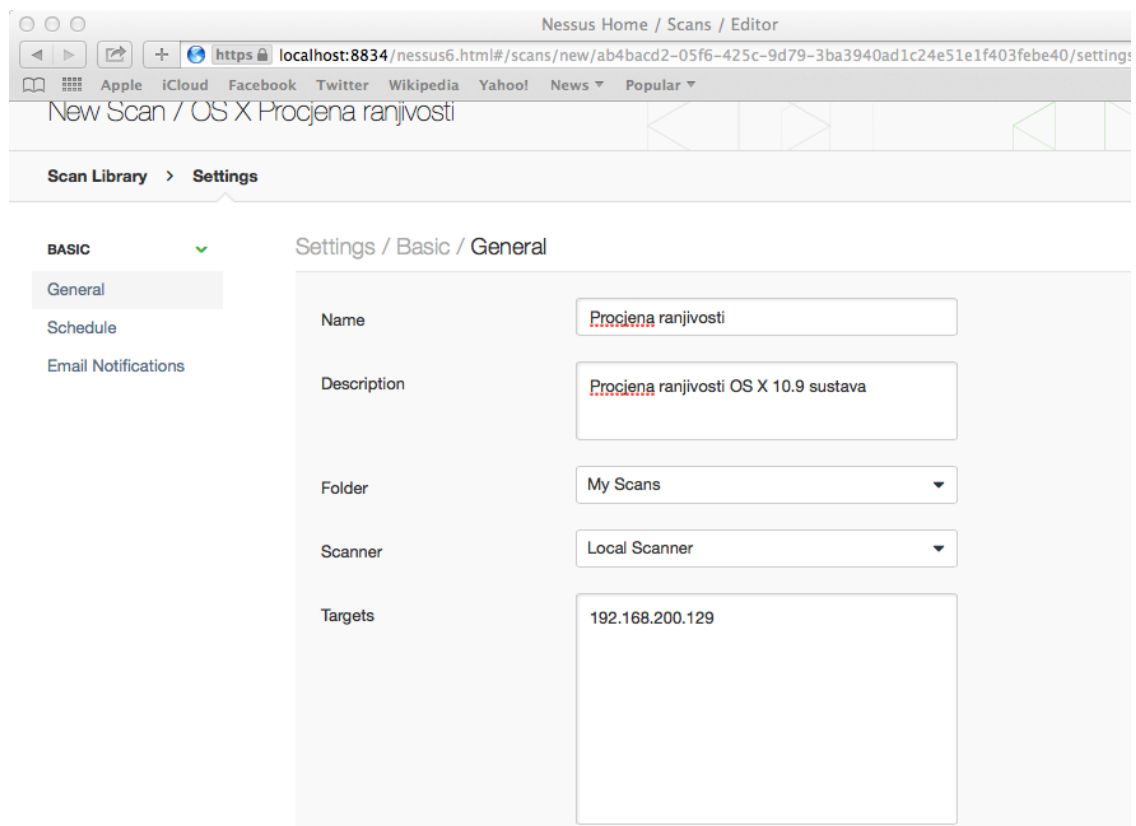 Nessus Home / Scans / Editor
https localhost:8834/nessus6.html#/scans/new/ab4bacd2-05f6-425c-9d79-3ba3940ad1c24e51e1f403febe40/settings
Apple iCloud Facebook Twitter Wikipedia Yahoo! News Popular
New Scan / OS X Procjena ranjivosti
Scan Library > Settings
BASIC
General
Schedule
Email Notifications
Settings / Basic / General
Name
Procjena ranjivosti
Description
Procjena ranjivosti OS X 10.9 sustava
Folder
My Scans
Scanner
Local Scanner
Targets
192.168.200.129